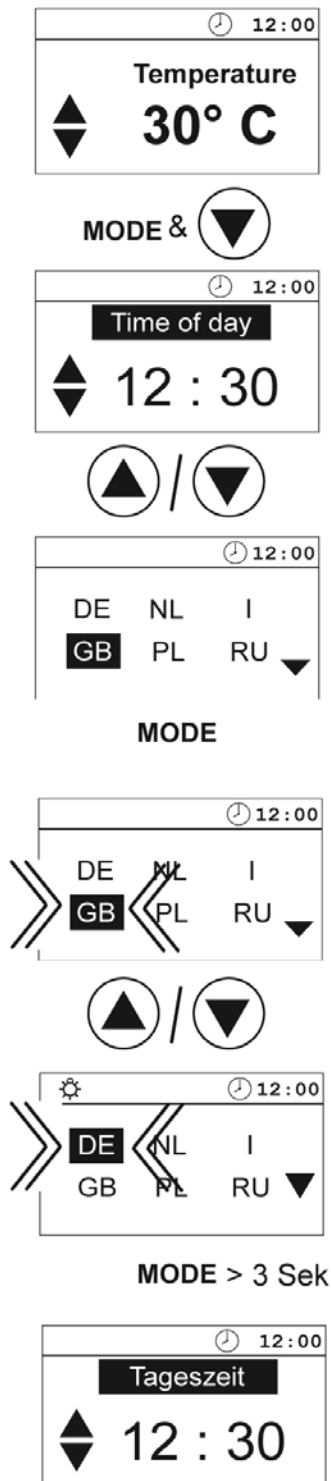 12:00
Temperature
30° C
MODE &
12:00
Time of day
12 : 30
/
12:00
DE NL I
GB PL RU
MODE
12:00
DE NL I
GB PL RU
/
12:00
DE NL I
GB PL RU
MODE > 3 Sek
12:00
Tageszeit
12 : 30